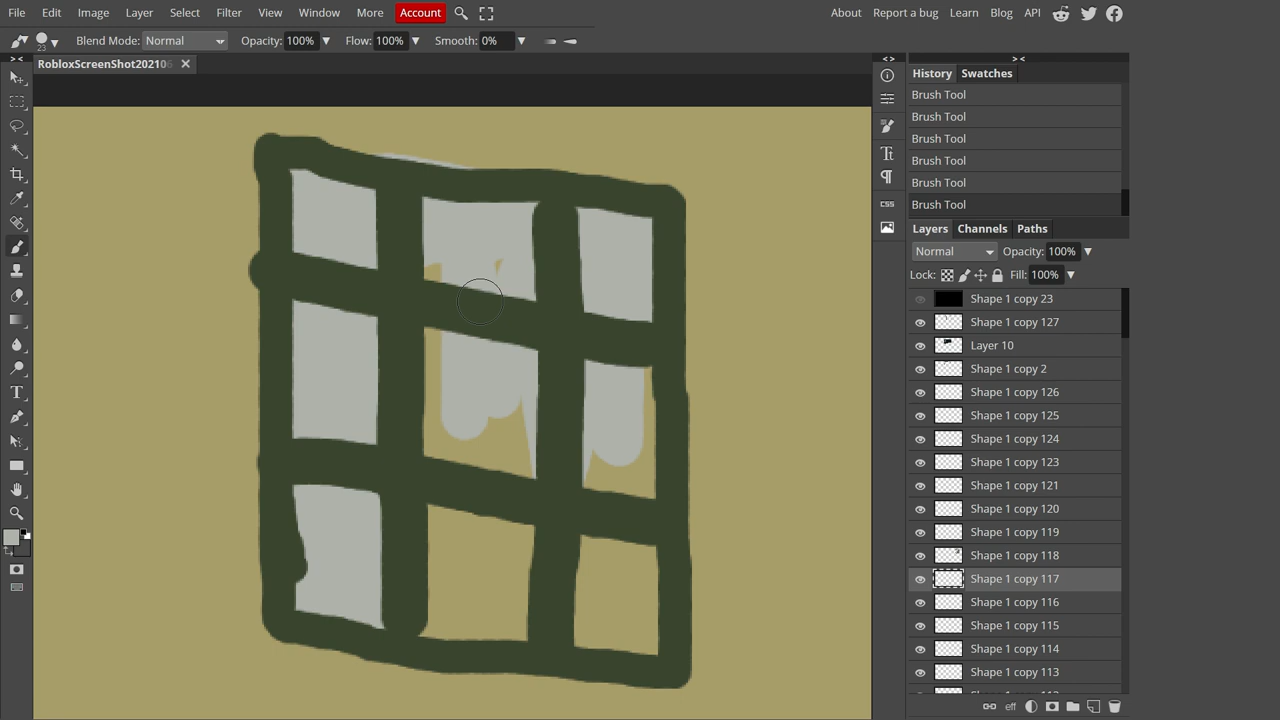 File Edit Image Layer Select Filter View Window More Account About Report a bug Learn Blog API
23 Blend Mode: Normal Opacity: 100% Flow: 100% Smooth: 0%
RobloxScreenShot202106
History Swatches
Brush Tool
Brush Tool
Brush Tool
Brush Tool
Brush Tool
Brush Tool
Layers Channels Paths
Normal Opacity: 100%
Lock: Fill: 100%
CSS
Shape 1 copy 23
Shape 1 copy 127
Layer 10
Shape 1 copy 2
Shape 1 copy 126
Shape 1 copy 125
Shape 1 copy 124
Shape 1 copy 123
Shape 1 copy 121
Shape 1 copy 120
Shape 1 copy 119
Shape 1 copy 118
Shape 1 copy 117
Shape 1 copy 116
Shape 1 copy 115
Shape 1 copy 114
Shape 1 copy 113
eff